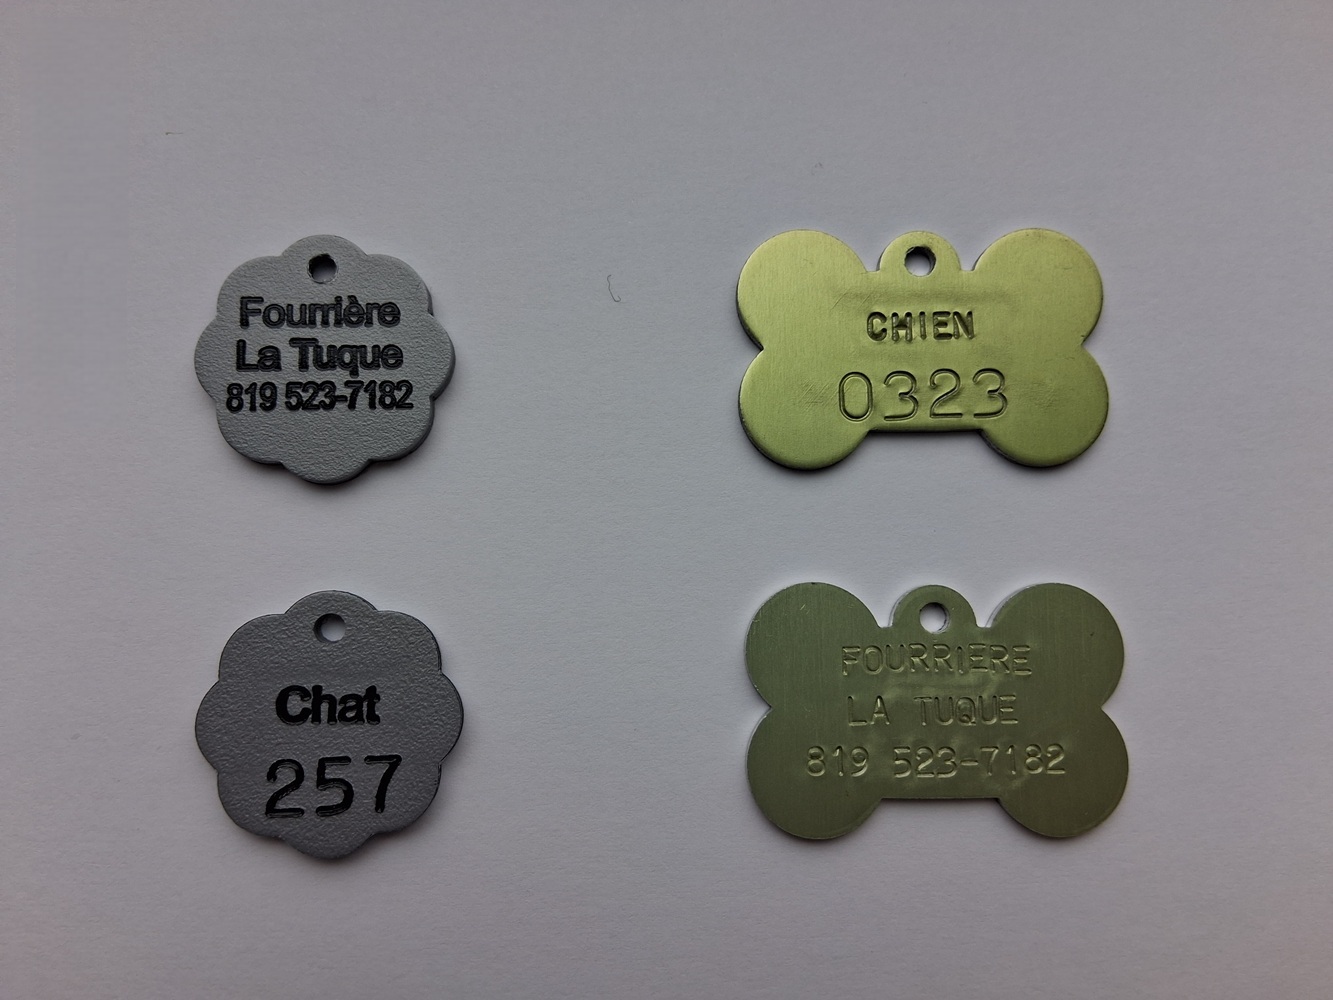 Fourrière
La Tuque
819 523-7182
CHIEN
0323
Chat
257
FOURRIERE
LA TUQUE
819 523-7182